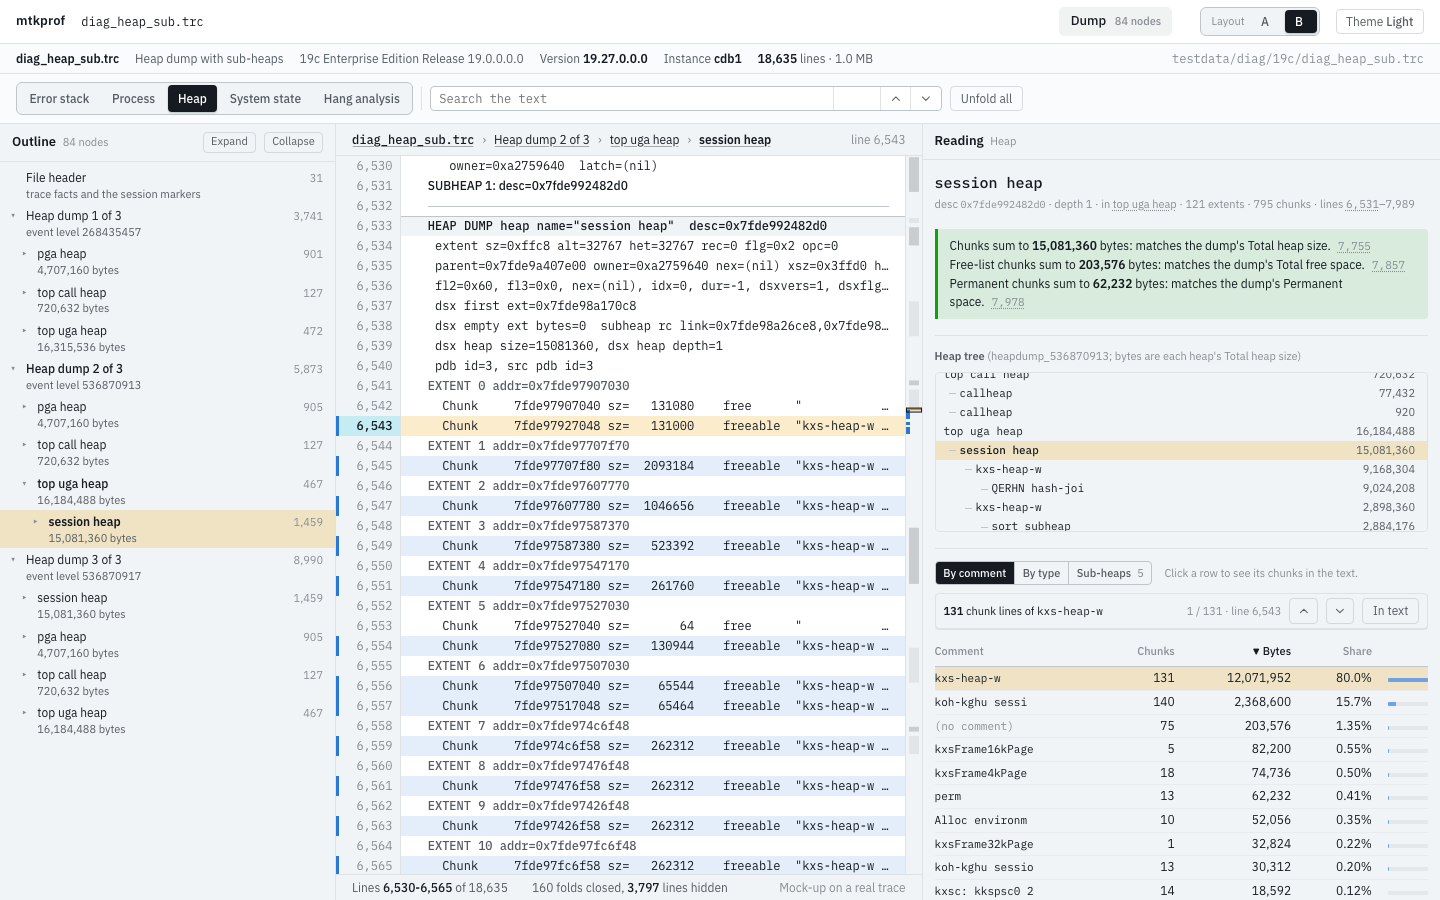 mtkprof diag_heap_sub.trc Dump 84 nodes Layout A B Theme Light
diag_heap_sub.trc Heap dump with sub-heaps 19c Enterprise Edition Release 19.0.0.0.0 Version 19.27.0.0.0 Instance cdb1 18,635 lines · 1.0 MB testdata/diag/19c/diag_heap_sub.trc
Error stack Process Heap System state Hang analysis Search the text Unfold all
Outline 84 nodes Expand Collapse
File header 31
trace facts and the session markers
Heap dump 1 of 3 3,741
event level 268435457
pga heap 901
4,707,160 bytes
top call heap 127
720,632 bytes
top uga heap 472
16,315,536 bytes
Heap dump 2 of 3 5,873
event level 536870913
pga heap 905
4,707,160 bytes
top call heap 127
720,632 bytes
top uga heap 467
16,184,488 bytes
session heap 1,459
15,081,360 bytes
Heap dump 3 of 3 8,990
event level 536870917
session heap 1,459
15,081,360 bytes
pga heap 905
4,707,160 bytes
top call heap 127
720,632 bytes
top uga heap 467
16,184,488 bytes
diag_heap_sub.trc › Heap dump 2 of 3 › top uga heap › session heap line 6,543
6,530 owner=0xa2759640 latch=(nil)
6,531 SUBHEAP 1: desc=0x7fde992482d0
6,532
6,533 HEAP DUMP heap name="session heap" desc=0x7fde992482d0
6,534 extent sz=0xffc8 alt=32767 het=32767 rec=0 flg=0x2 opc=0
6,535 parent=0x7fde9a407e00 owner=0xa2759640 nex=(nil) xsz=0x3ffd0 h…
6,536 fl2=0x60, fl3=0x0, nex=(nil), idx=0, dur=-1, dsxvers=1, dsxflg…
6,537 dsx first ext=0x7fde98a170c8
6,538 dsx empty ext bytes=0 subheap rc link=0x7fde98a26ce8,0x7fde98…
6,539 dsx heap size=15081360, dsx heap depth=1
6,540 pdb id=3, src pdb id=3
6,541 EXTENT 0 addr=0x7fde97907030
6,542 Chunk 7fde97907040 sz= 131080 free " …
6,543 Chunk 7fde97927048 sz= 131000 freeable "kxs-heap-w …
6,544 EXTENT 1 addr=0x7fde97707f70
6,545 Chunk 7fde97707f80 sz= 2093184 freeable "kxs-heap-w …
6,546 EXTENT 2 addr=0x7fde97607770
6,547 Chunk 7fde97607780 sz= 1046656 freeable "kxs-heap-w …
6,548 EXTENT 3 addr=0x7fde97587370
6,549 Chunk 7fde97587380 sz= 523392 freeable "kxs-heap-w …
6,550 EXTENT 4 addr=0x7fde97547170
6,551 Chunk 7fde97547180 sz= 261760 freeable "kxs-heap-w …
6,552 EXTENT 5 addr=0x7fde97527030
6,553 Chunk 7fde97527040 sz= 64 free " …
6,554 Chunk 7fde97527080 sz= 130944 freeable "kxs-heap-w …
6,555 EXTENT 6 addr=0x7fde97507030
6,556 Chunk 7fde97507040 sz= 65544 freeable "kxs-heap-w …
6,557 Chunk 7fde97517048 sz= 65464 freeable "kxs-heap-w …
6,558 EXTENT 7 addr=0x7fde974c6f48
6,559 Chunk 7fde974c6f58 sz= 262312 freeable "kxs-heap-w …
6,560 EXTENT 8 addr=0x7fde97476f48
6,561 Chunk 7fde97476f58 sz= 262312 freeable "kxs-heap-w …
6,562 EXTENT 9 addr=0x7fde97426f48
6,563 Chunk 7fde97426f58 sz= 262312 freeable "kxs-heap-w …
6,564 EXTENT 10 addr=0x7fde97fc6f48
6,565 Chunk 7fde97fc6f58 sz= 262312 freeable "kxs-heap-w …
Lines 6,530-6,565 of 18,635 160 folds closed, 3,797 lines hidden Mock-up on a real trace
Reading Heap
session heap
desc 0x7fde992482d0 · depth 1 · in top uga heap · 121 extents · 795 chunks · lines 6,531–7,989
Chunks sum to 15,081,360 bytes: matches the dump's Total heap size. 7,755
Free-list chunks sum to 203,576 bytes: matches the dump's Total free space. 7,857
Permanent chunks sum to 62,232 bytes: matches the dump's Permanent
space. 7,978
Heap tree (heapdump_536870913; bytes are each heap's Total heap size)
top call heap 720,632
callheap 77,432
callheap 920
top uga heap 16,184,488
session heap 15,081,360
kxs-heap-w 9,168,304
QERHN hash-joi 9,024,208
kxs-heap-w 2,898,360
sort subheap 2,884,176
By comment By type Sub-heaps 5 Click a row to see its chunks in the text.
131 chunk lines of kxs-heap-w 1 / 131 · line 6,543 In text
Comment Chunks ▼ Bytes Share
kxs-heap-w 131 12,071,952 80.0%
koh-kghu sessi 140 2,368,600 15.7%
(no comment) 75 203,576 1.35%
kxsFrame16kPage 5 82,200 0.55%
kxsFrame4kPage 18 74,736 0.50%
perm 13 62,232 0.41%
Alloc environm 10 52,056 0.35%
kxsFrame32kPage 1 32,824 0.22%
koh-kghu sessio 13 30,312 0.20%
kxsc: kkspsc0 2 14 18,592 0.12%